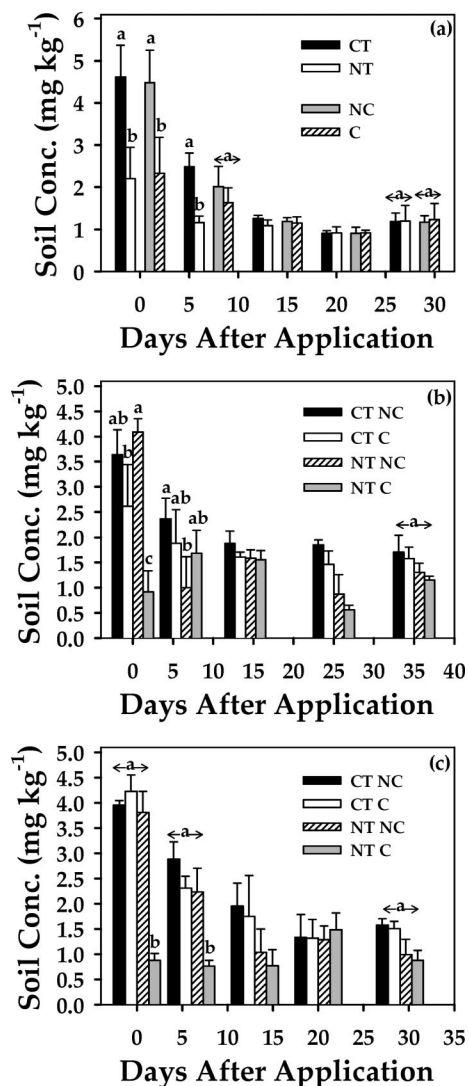 (a)
6
5
4
3
2
1
0
Soil Conc. (mg kg⁻¹)
CT
NT
NC
C
a
b
a
b
a
b
a
a
a
0 5 10 15 20 25 30
Days After Application
(b)
5.0
4.5
4.0
3.5
3.0
2.5
2.0
1.5
1.0
0.5
0.0
Soil Conc. (mg kg⁻¹)
CT NC
CT C
NT NC
NT C
ab
b
a
c
a
ab
b
ab
a
0 5 10 15 20 25 30 35 40
Days After Application
(c)
5.0
4.5
4.0
3.5
3.0
2.5
2.0
1.5
1.0
0.5
0.0
Soil Conc. (mg kg⁻¹)
CT NC
CT C
NT NC
NT C
a
b
a
b
a
0 5 10 15 20 25 30 35
Days After Application